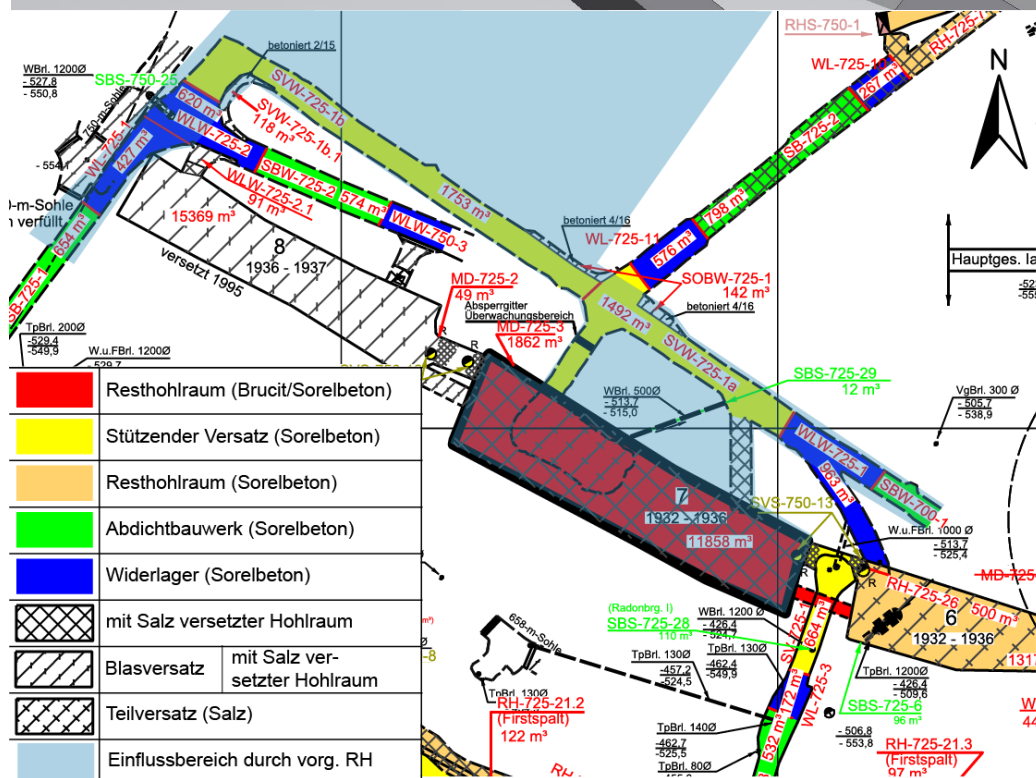 RHS-750-1
RH-725-7
WL-725-10
267 m³
N
betoniert 2/15
WBrl. 1200Ø
- 527,8
- 550,8
SBS-750-25
750-m-Sohle
620 m³
SVW-725-1b
SVW-725-1b.1
118 m³
WL-725-1
427 m³
WLW-725-2
SB-725-2
798 m³
SBW-725-2
574 m³
WLW-725-2.1
91 m³
1753 m³
-m-Sohle
n verfüllt
654 m³
SB-725-1
15369 m³
8
1936 - 1937
versetzt 1995
WLW-750-3
betoniert 4/16
WL-725-11
576 m³
SOBW-725-1
142 m³
betoniert 4/16
Hauptges. la
MD-725-2
49 m³
Absperrgitter
Überwachungsbereich
MD-725-3
1862 m³
1492 m³
SVW-725-1a
TpBrl. 200Ø
-529,4
-549,9
W.u.FBrl. 1200Ø
- 529,7
R
R
SBS-725-29
12 m³
WBrl. 500Ø
- 513,7
- 515,0
VgBrl. 300 Ø
- 505,7
- 538,9
Resthohlraum (Brucit/Sorelbeton)
Stützender Versatz (Sorelbeton)
Resthohlraum (Sorelbeton)
Abdichtbauwerk (Sorelbeton)
Widerlager (Sorelbeton)
mit Salz versetzter Hohlraum
Blasversatz
mit Salz ver-
setzter Hohlraum
Teilversatz (Salz)
Einflussbereich durch vorg. RH
WLW-725-1
963 m³
SBW-700-1
7
1932 - 1936
11858 m³
SVS-750-13
W.u.FBrl. 1000 Ø
- 513,7
- 525,4
R
R
MD-725
RH-725-26
500 m³
6
1932 - 1936
1317
(Radonbrg. I)
SBS-725-28
110 m³
WBrl. 1200 Ø
- 426,4
- 524,7
SV-725-1
664 m³
658-m-Sohle
TpBrl. 130Ø
-457,2
-524,5
TpBrl. 130Ø
-462,4
-549,9
172 m³
WL-725-3
TpBrl. 1200Ø
- 426,4
- 509,6
SBS-725-6
96 m³
TpBrl. 130Ø
RH-725-21.2
(Firstspalt)
122 m³
TpBrl. 140Ø
-462,7
-525,5
TpBrl. 80Ø
532 m³
- 506,8
- 553,8
RH-725-21.3
(Firstspalt)
97 m³
W
44
RH-